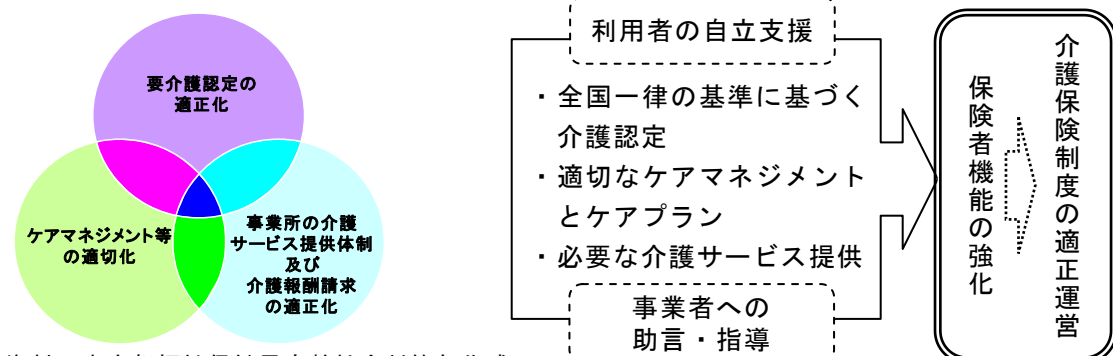 要介護認定の
適正化
ケアマネジメント等
の適切化
事業所の介護
サービス提供体制
及び
介護報酬請求
の適正化
利用者の自立支援
・全国一律の基準に基づく
介護認定
・適切なケアマネジメント
とケアプラン
・必要な介護サービス提供
事業者への
助言・指導
保険者機能の強化
介護保険制度の適正運営